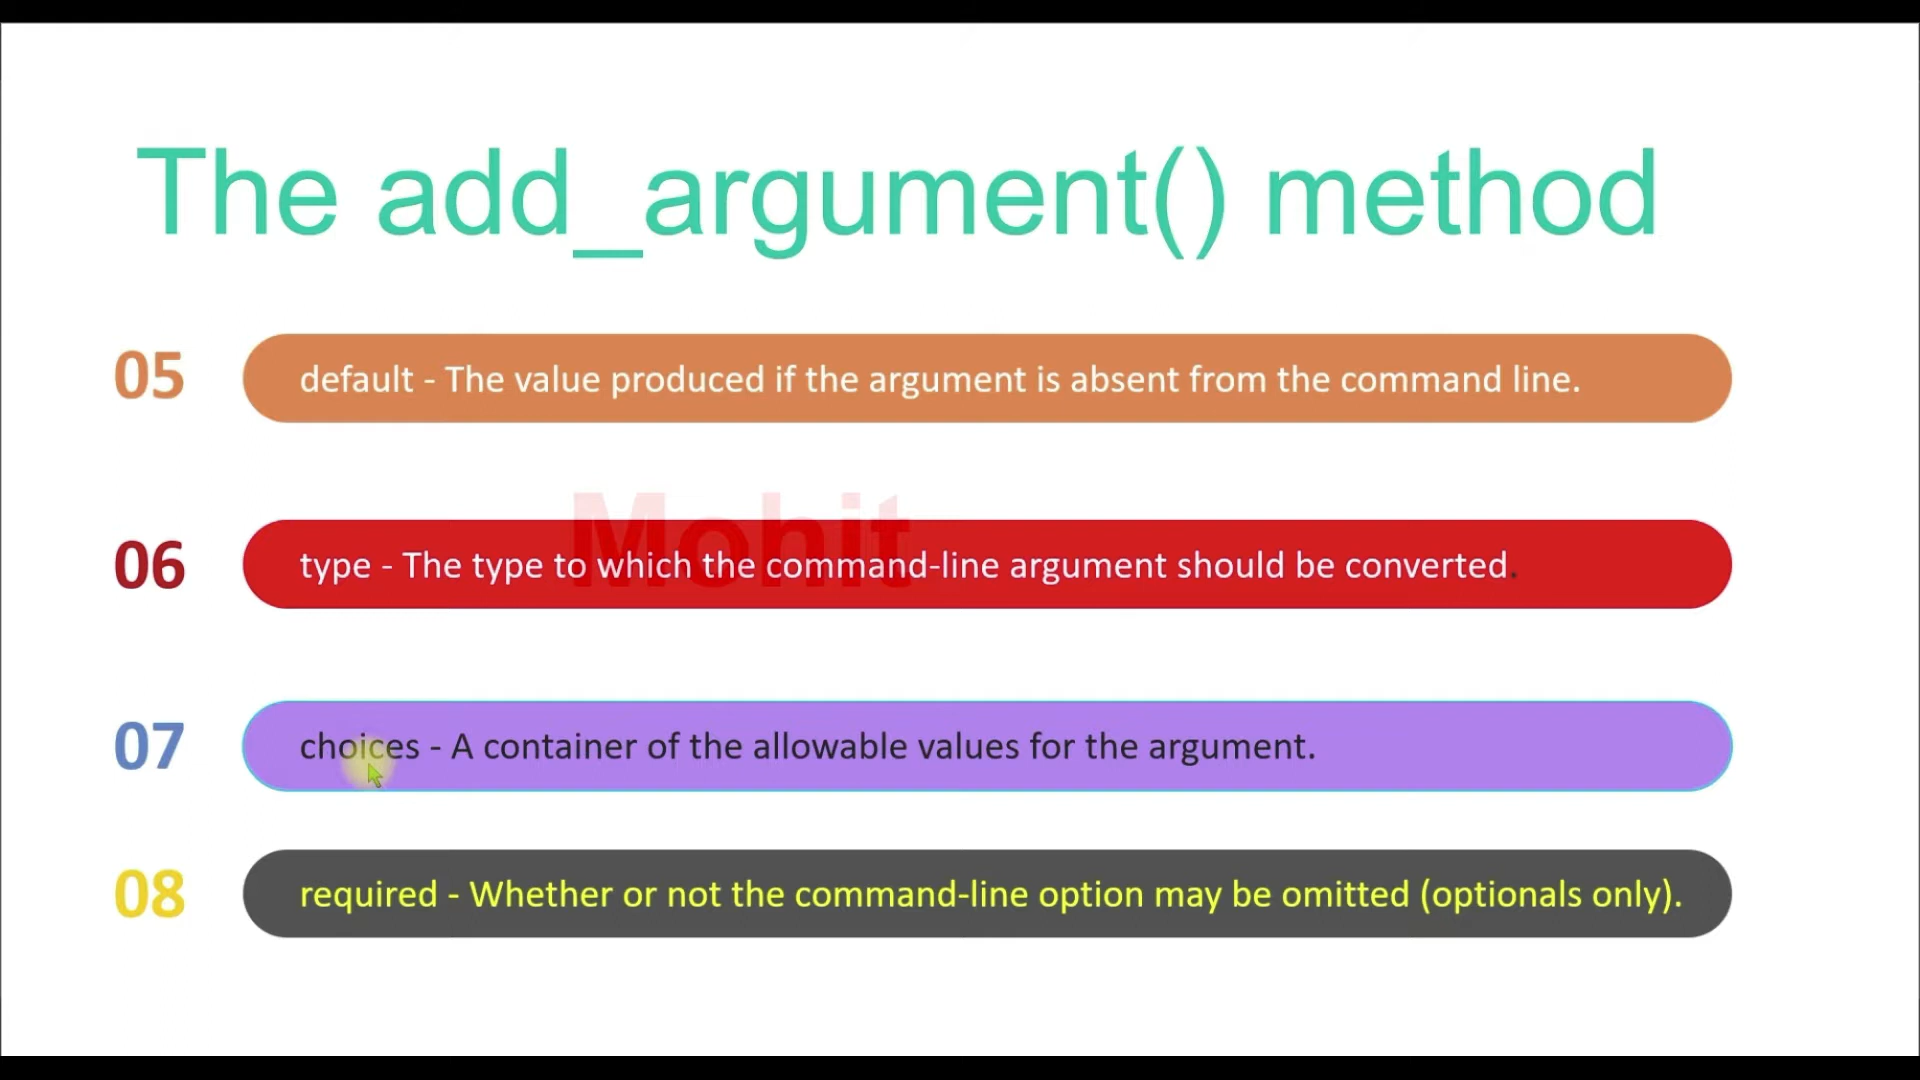 The add_argument() method
05
default - The value produced if the argument is absent from the command line.
Mohit
06
type - The type to which the command-line argument should be converted.
07
choices - A container of the allowable values for the argument.
08
required - Whether or not the command-line option may be omitted (optionals only).